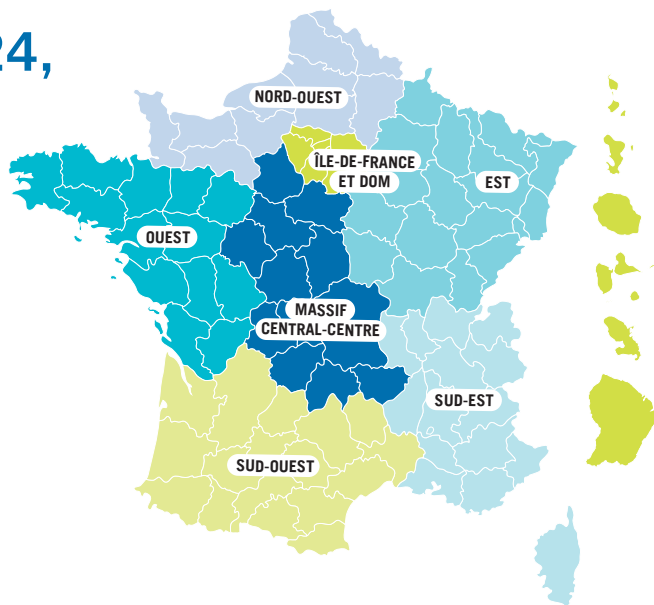 24,
NORD-OUEST
ÎLE-DE-FRANCE
ET DOM
EST
OUEST
MASSIF
CENTRAL-CENTRE
SUD-EST
SUD-OUEST